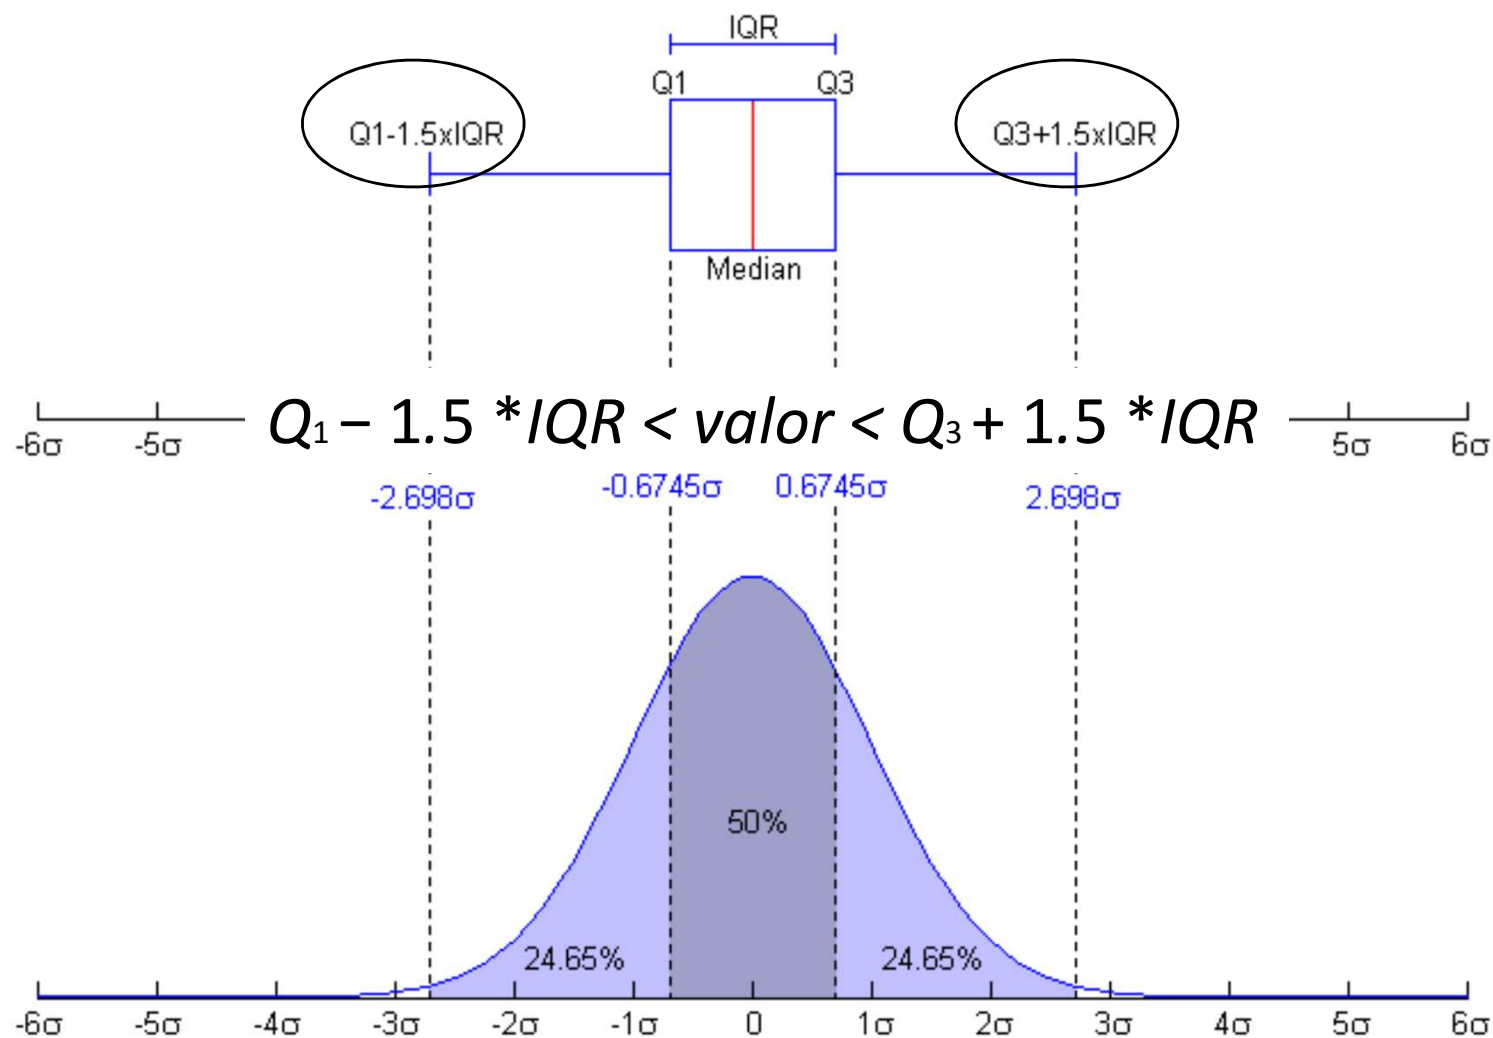 IQR
Q1 Q3
Q1-1.5xIQR Q3+1.5xIQR
Median
Q1 − 1.5 *IQR < valor < Q3 + 1.5 *IQR
-6σ -5σ 5σ 6σ
-2.698σ -0.6745σ 0.6745σ 2.698σ
50%
24.65% 24.65%
-6σ -5σ -4σ -3σ -2σ -1σ 0 1σ 2σ 3σ 4σ 5σ 6σ